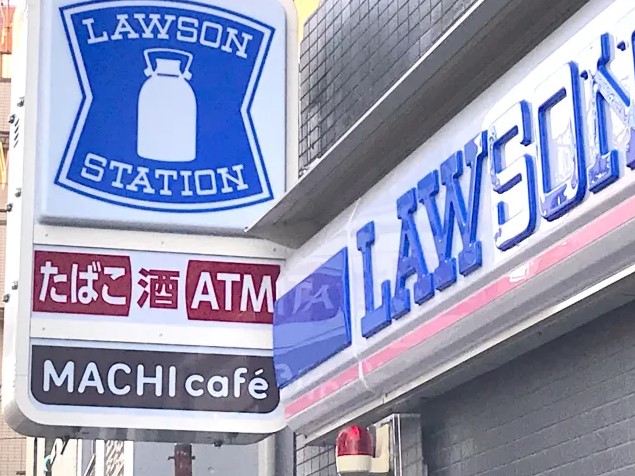 LAWSON
STATION
たばこ 酒 ATM
MACHI café
LAWSON